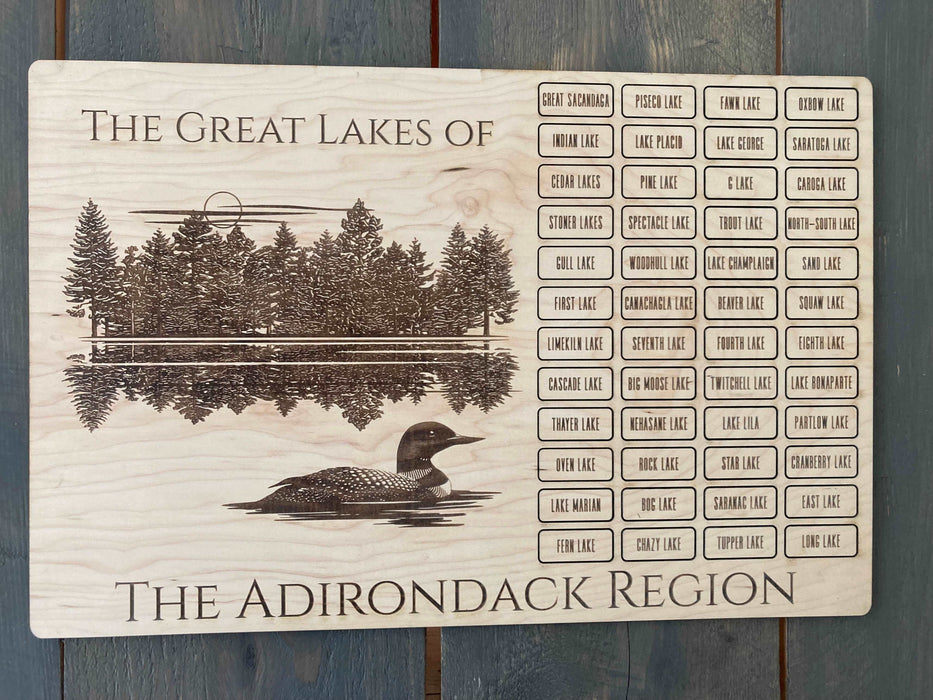 THE GREAT LAKES OF
GREAT SACANDAGA PISECO LAKE FAWN LAKE OXBOW LAKE
INDIAN LAKE LAKE PLACID LAKE GEORGE SARATOGA LAKE
CEDAR LAKES PINE LAKE G LAKE CAROGA LAKE
STONER LAKES SPECTACLE LAKE TROUT LAKE NORTH-SOUTH LAKE
GULL LAKE WOODHULL LAKE LAKE CHAMPLAIGN SAND LAKE
FIRST LAKE CANACHAGLA LAKE BEAVER LAKE SQUAW LAKE
LIMEKILN LAKE SEVENTH LAKE FOURTH LAKE EIGHTH LAKE
CASCADE LAKE BIG MOOSE LAKE TWITCHELL LAKE LAKE BONAPARTE
THAYER LAKE NEHASANE LAKE LAKE LILA PARTLOW LAKE
OVEN LAKE ROCK LAKE STAR LAKE CRANBERRY LAKE
LAKE MARIAN BOG LAKE SARANAC LAKE EAST LAKE
FERN LAKE CHAZY LAKE TUPPER LAKE LONG LAKE
THE ADIRONDACK REGION